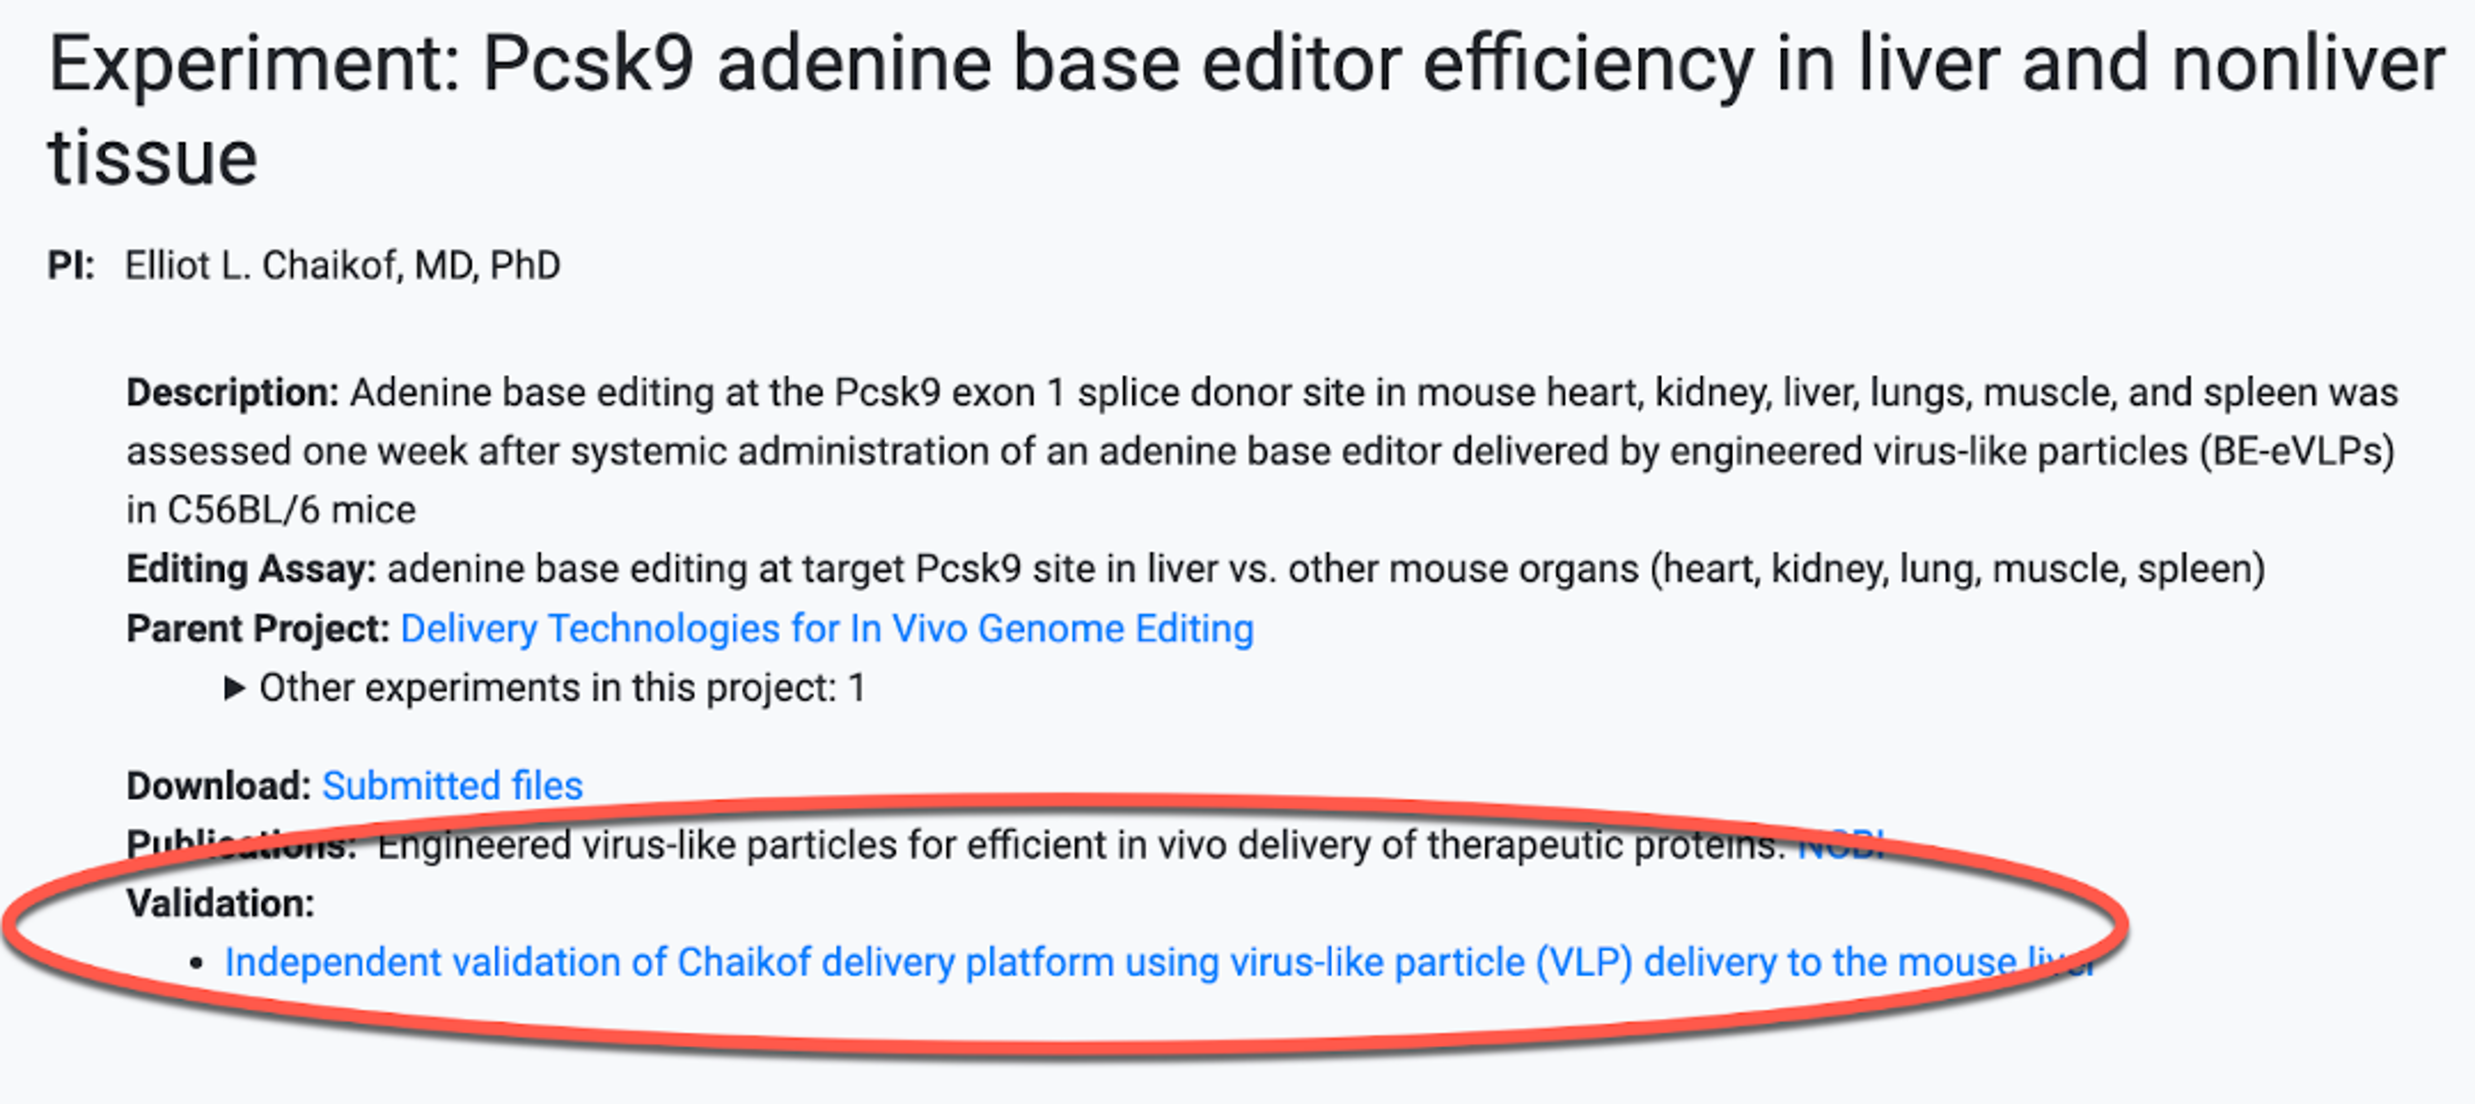 Experiment: Pcsk9 adenine base editor efficiency in liver and nonliver
tissue
PI: Elliot L. Chaikof, MD, PhD
Description: Adenine base editing at the Pcsk9 exon 1 splice donor site in mouse heart, kidney, liver, lungs, muscle, and spleen was
assessed one week after systemic administration of an adenine base editor delivered by engineered virus-like particles (BE-eVLPs)
in C56BL/6 mice
Editing Assay: adenine base editing at target Pcsk9 site in liver vs. other mouse organs (heart, kidney, lung, muscle, spleen)
Parent Project: Delivery Technologies for In Vivo Genome Editing
▶ Other experiments in this project: 1
Download: Submitted files
Publications: Engineered virus-like particles for efficient in vivo delivery of therapeutic proteins. NCBI
Validation:
• Independent validation of Chaikof delivery platform using virus-like particle (VLP) delivery to the mouse liver